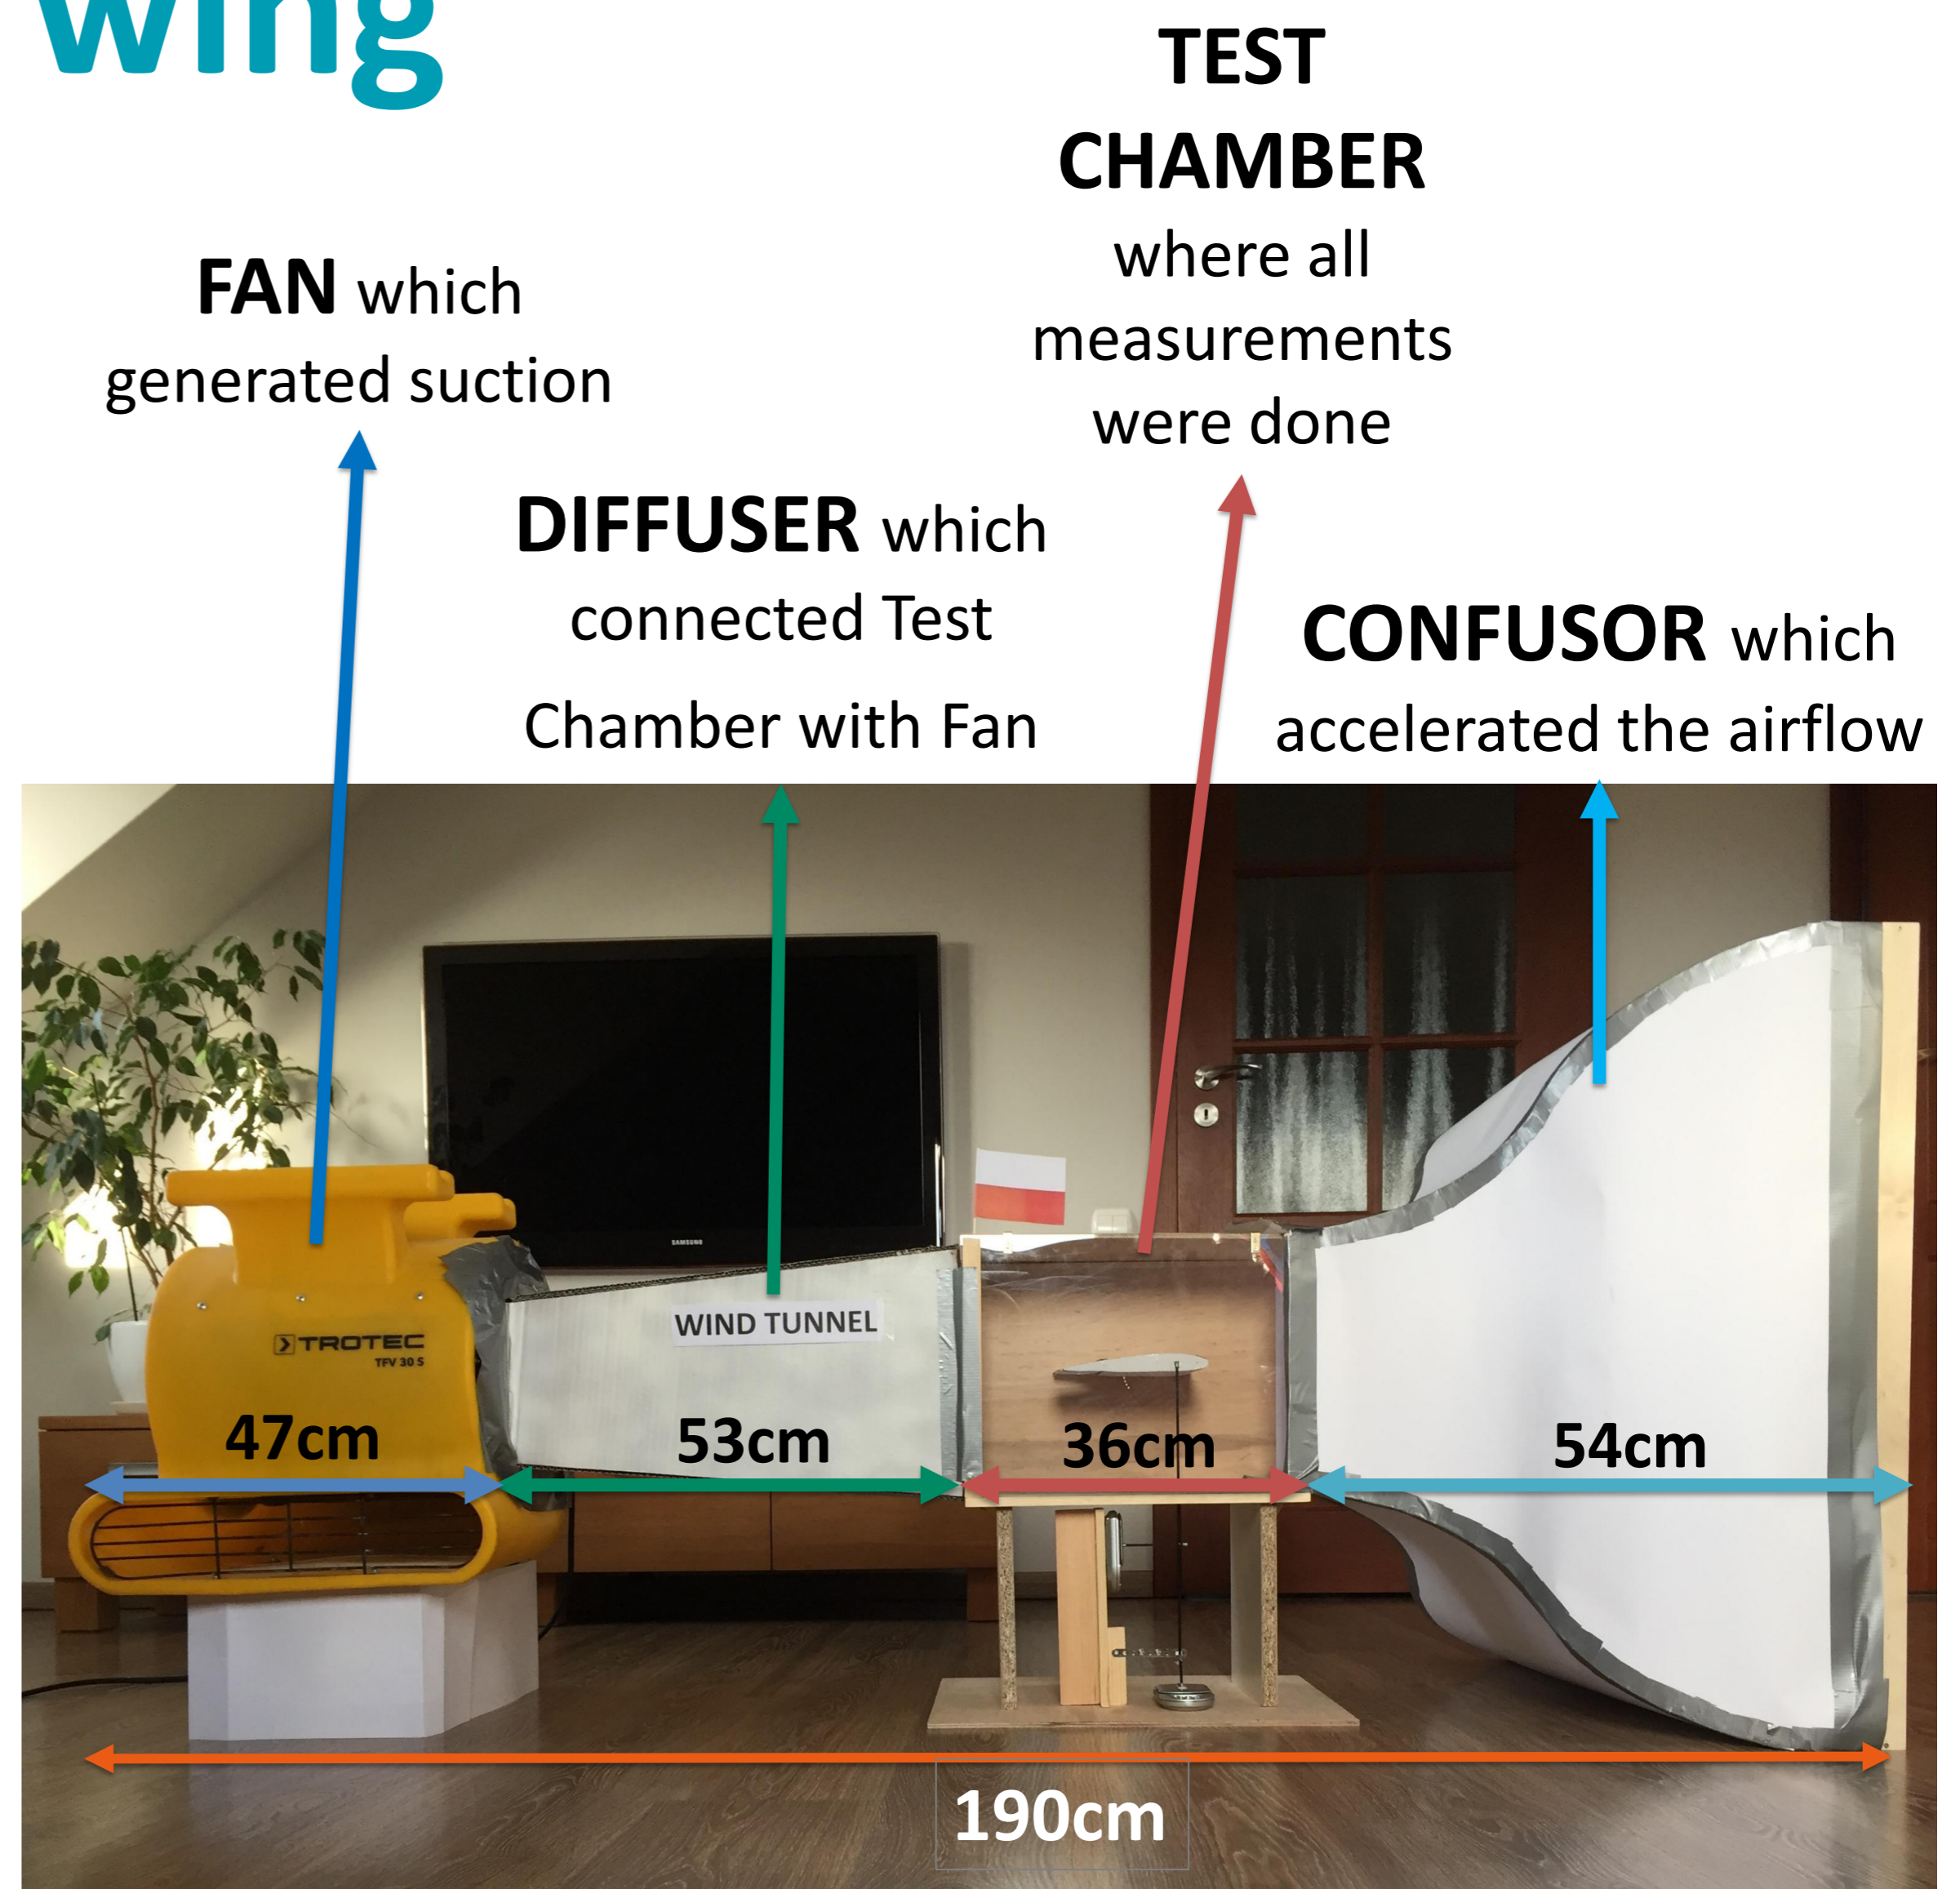 wing
TEST
CHAMBER
where all
measurements
were done
FAN which
generated suction
DIFFUSER which
connected Test
Chamber with Fan
CONFUSOR which
accelerated the airflow
SAMSUNG
WIND TUNNEL
TROTEC
TFV 30 S
47cm
53cm
36cm
54cm
190cm